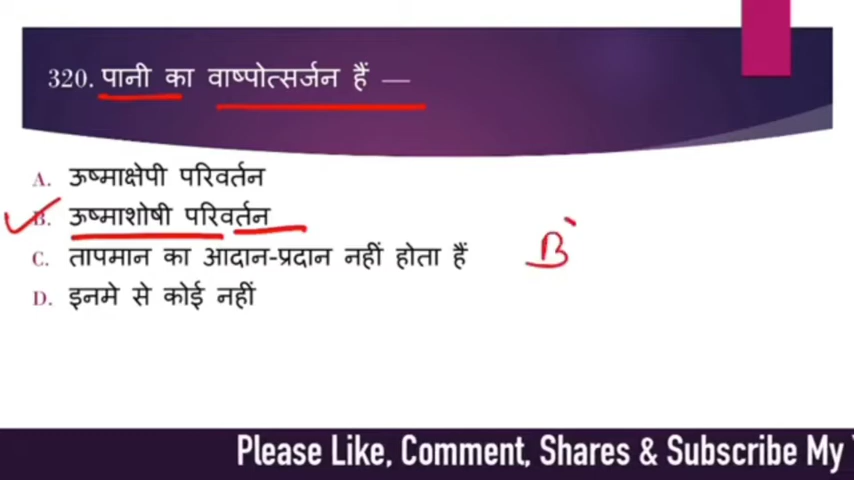 320. पानी का वाष्पोत्सर्जन हैं —
A. ऊष्माक्षेपी परिवर्तन
B. ऊष्माशोषी परिवर्तन
C. तापमान का आदान-प्रदान नहीं होता हैं
B
D. इनमे से कोई नहीं
Please Like, Comment, Shares & Subscribe My